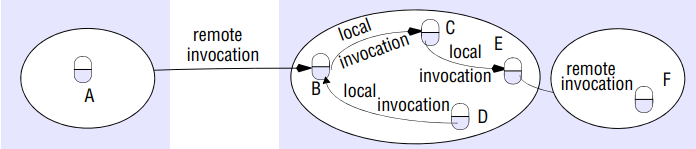 remote
invocation
A
local
invocation
C
B
local
E
invocation
local
invocation
D
remote
invocation
F